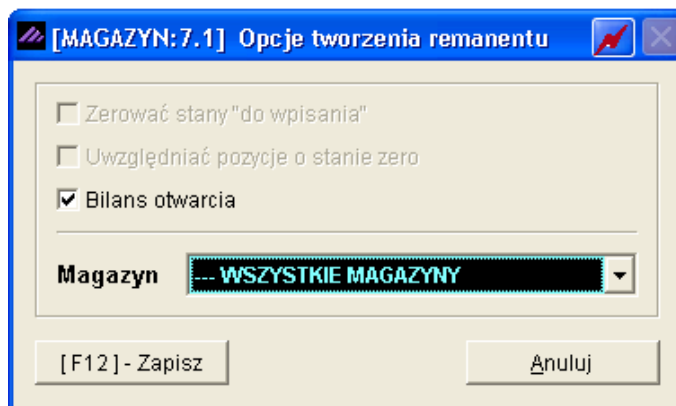 [MAGAZYN:7.1] Opcje tworzenia remanentu
Zerować stany "do wpisania"
Uwzględniać pozycje o stanie zero
Bilans otwarcia
Magazyn --- WSZYSTKIE MAGAZYNY
[F12] - Zapisz Anuluj